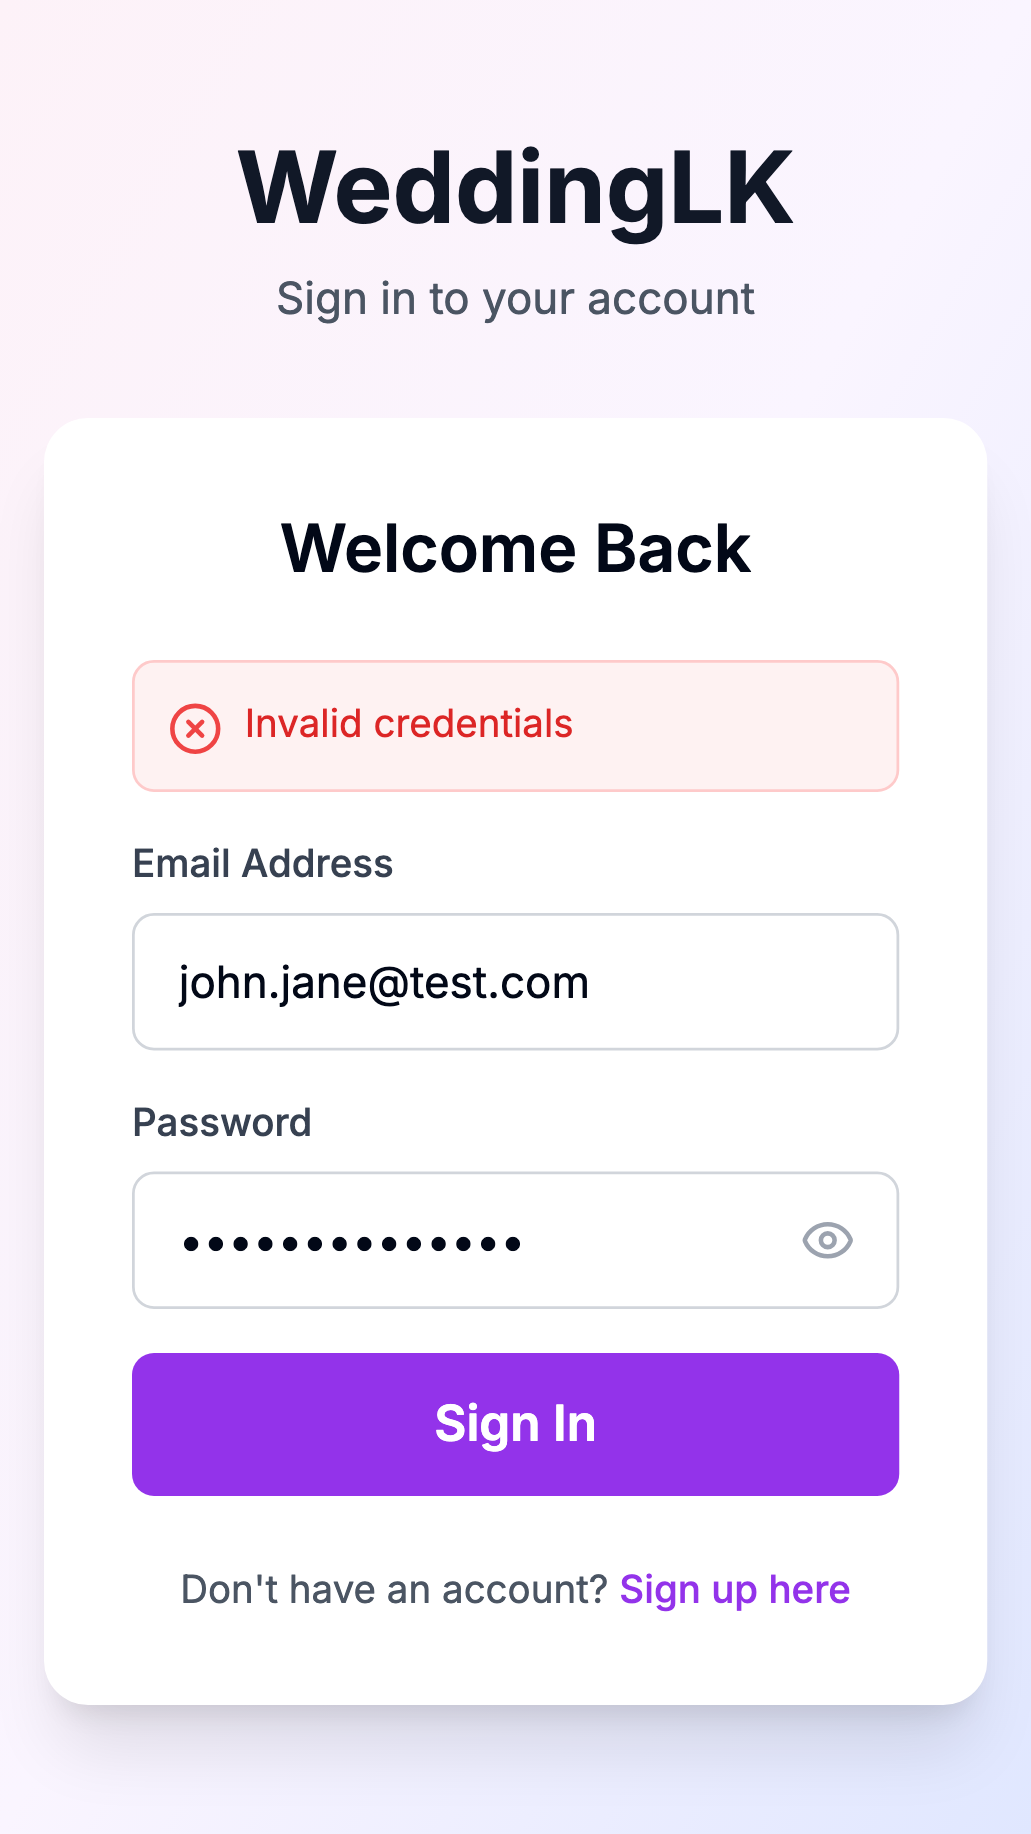 WeddingLK
Sign in to your account
Welcome Back
Invalid credentials
Email Address
john.jane@test.com
Password
••••••••••••••
Sign In
Don't have an account? Sign up here